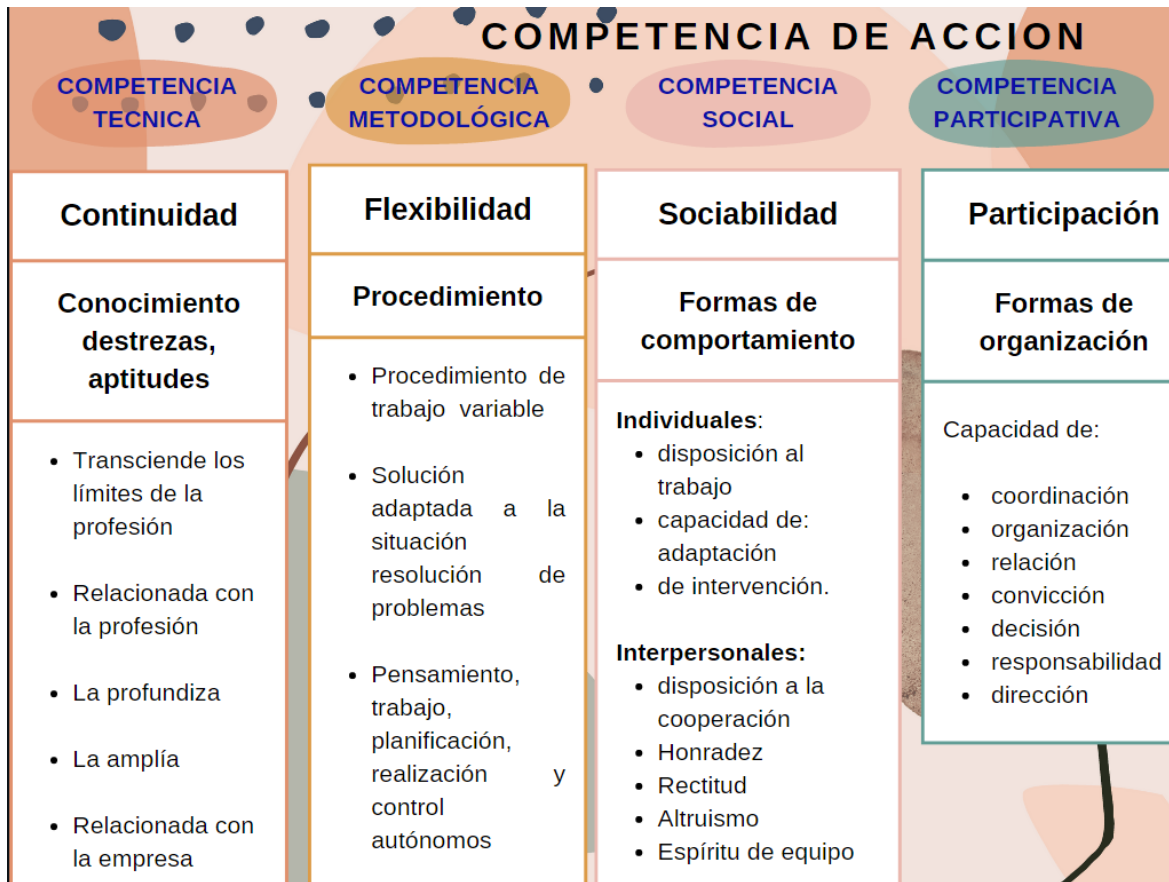 COMPETENCIA DE ACCION
COMPETENCIA
TECNICA
Continuidad
Conocimiento
destrezas,
aptitudes
• Transciende los
límites de la
profesión
• Relacionada con
la profesión
• La profundiza
• La amplía
• Relacionada con
la empresa
COMPETENCIA
METODOLÓGICA
Flexibilidad
Procedimiento
• Procedimiento de
trabajo variable
• Solución
adaptada a la
situación
resolución de
problemas
• Pensamiento,
trabajo,
planificación,
realización y
control
autónomos
COMPETENCIA
SOCIAL
Sociabilidad
Formas de
comportamiento
Individuales:
• disposición al
trabajo
• capacidad de:
adaptación
• de intervención.
Interpersonales:
• disposición a la
cooperación
• Honradez
• Rectitud
• Altruismo
• Espíritu de equipo
COMPETENCIA
PARTICIPATIVA
Participación
Formas de
organización
Capacidad de:
• coordinación
• organización
• relación
• convicción
• decisión
• responsabilidad
• dirección